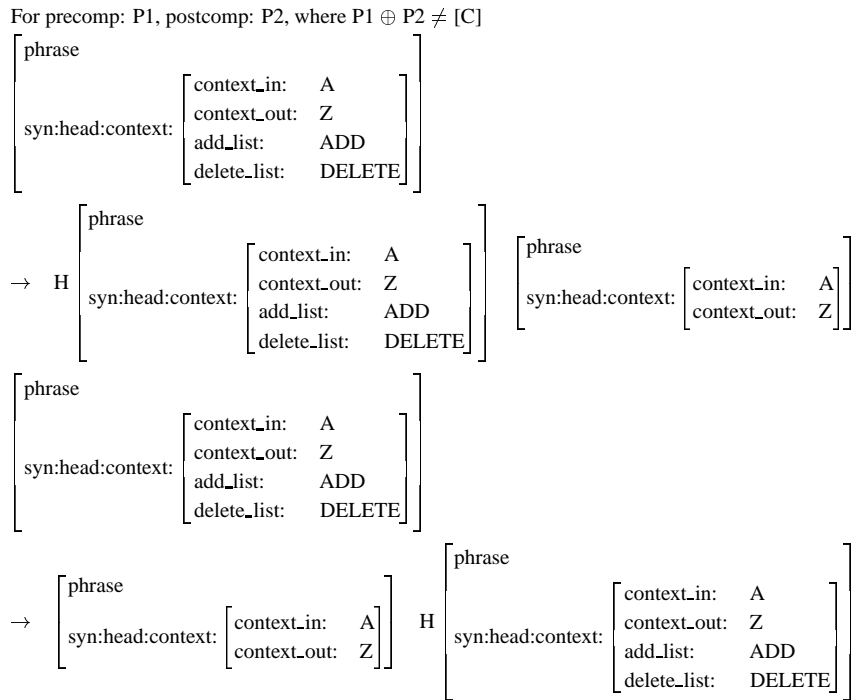 For precomp: P1, postcomp: P2, where P1 ⊕ P2 ≠ [C]
phrase
syn:head:context: context_in: A
context_out: Z
add_list: ADD
delete_list: DELETE
→ H phrase
syn:head:context: context_in: A
context_out: Z
add_list: ADD
delete_list: DELETE
phrase
syn:head:context: context_in: A
context_out: Z
phrase
syn:head:context: context_in: A
context_out: Z
add_list: ADD
delete_list: DELETE
→ phrase
syn:head:context: context_in: A
context_out: Z
H phrase
syn:head:context: context_in: A
context_out: Z
add_list: ADD
delete_list: DELETE